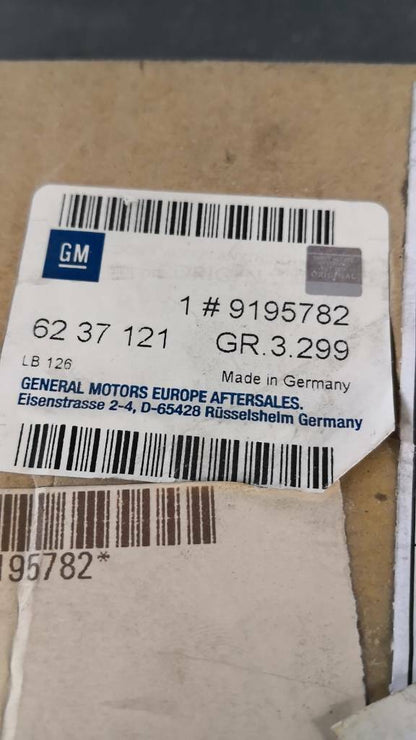 GM
ORIGINAL
1 # 9195782
62 37 121 GR.3.299
LB 126
Made in Germany
GENERAL MOTORS EUROPE AFTERSALES.
Eisenstrasse 2-4, D-65428 Rüsselsheim Germany
195782*